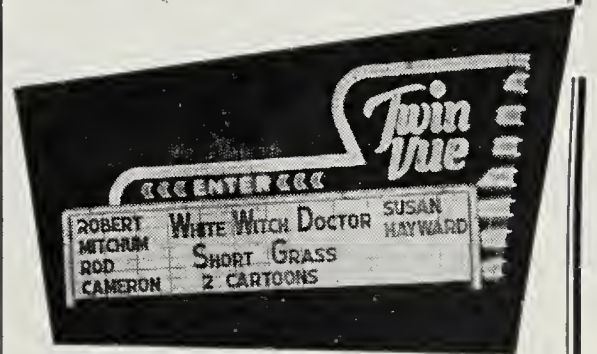 Twin
Vue
ENTER
ROBERT MITCHUM WHITE WITCH DOCTOR SUSAN HAYWARD
ROD CAMERON SHORT GRASS
2 CARTOONS